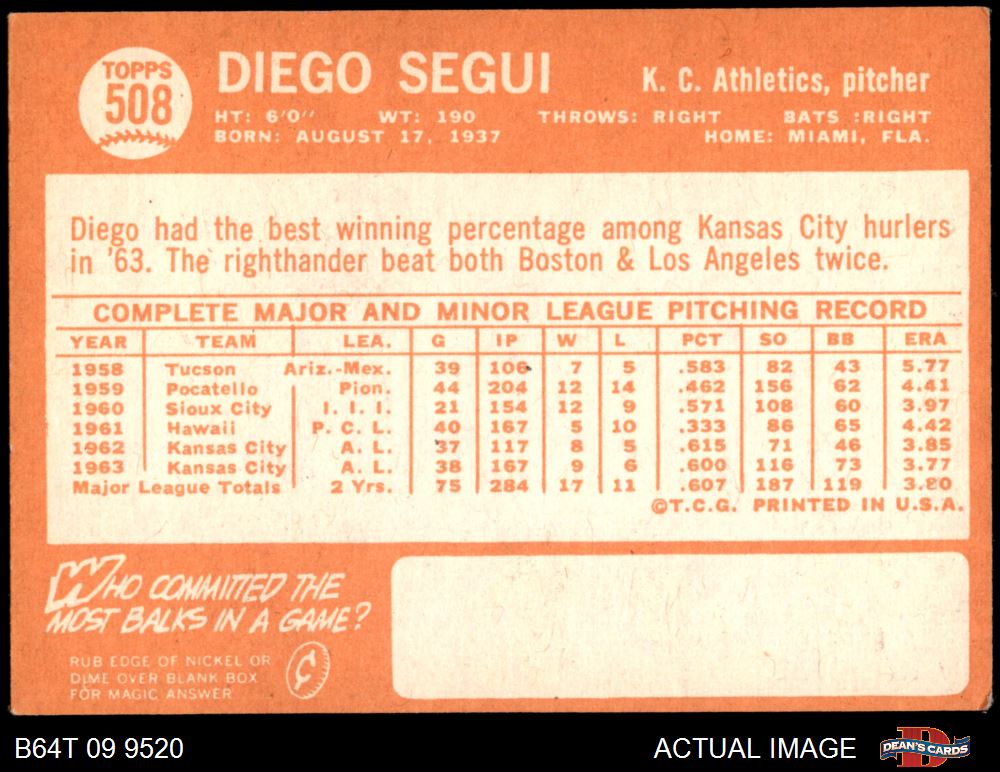 TOPPS
508
DIEGO SEGUI
K. C. Athletics, pitcher
HT: 6'0" WT: 190 THROWS: RIGHT BATS :RIGHT
BORN: AUGUST 17, 1937 HOME: MIAMI, FLA.
Diego had the best winning percentage among Kansas City hurlers
in '63. The righthander beat both Boston & Los Angeles twice.
COMPLETE MAJOR AND MINOR LEAGUE PITCHING RECORD
YEAR TEAM LEA. G IP W L PCT SO BB ERA
1958 Tucson Ariz.-Mex. 39 106 7 5 .583 82 43 5.77
1959 Pocatello Pion. 44 204 12 14 .462 156 62 4.41
1960 Sioux City I. I. I. 21 154 12 9 .571 108 60 3.97
1961 Hawaii P. C. L. 40 167 5 10 .333 86 65 4.42
1962 Kansas City A. L. 37 117 8 5 .615 71 46 3.85
1963 Kansas City A. L. 38 167 9 6 .600 116 73 3.77
Major League Totals 2 Yrs. 75 284 17 11 .607 187 119 3.80
©T.C.G. PRINTED IN U.S.A.
WHO COMMITTED THE
MOST BALKS IN A GAME?
RUB EDGE OF NICKEL OR
DIME OVER BLANK BOX
FOR MAGIC ANSWER
¢
B64T 09 9520
ACTUAL IMAGE
D
DEAN'S CARDS